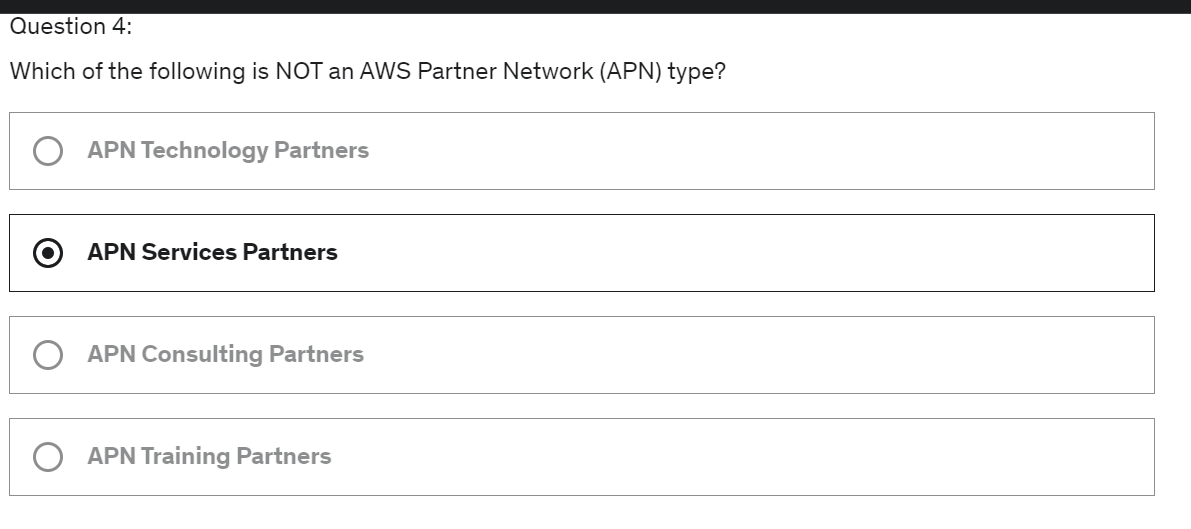 Question 4:
Which of the following is NOT an AWS Partner Network (APN) type?
APN Technology Partners
APN Services Partners
APN Consulting Partners
APN Training Partners